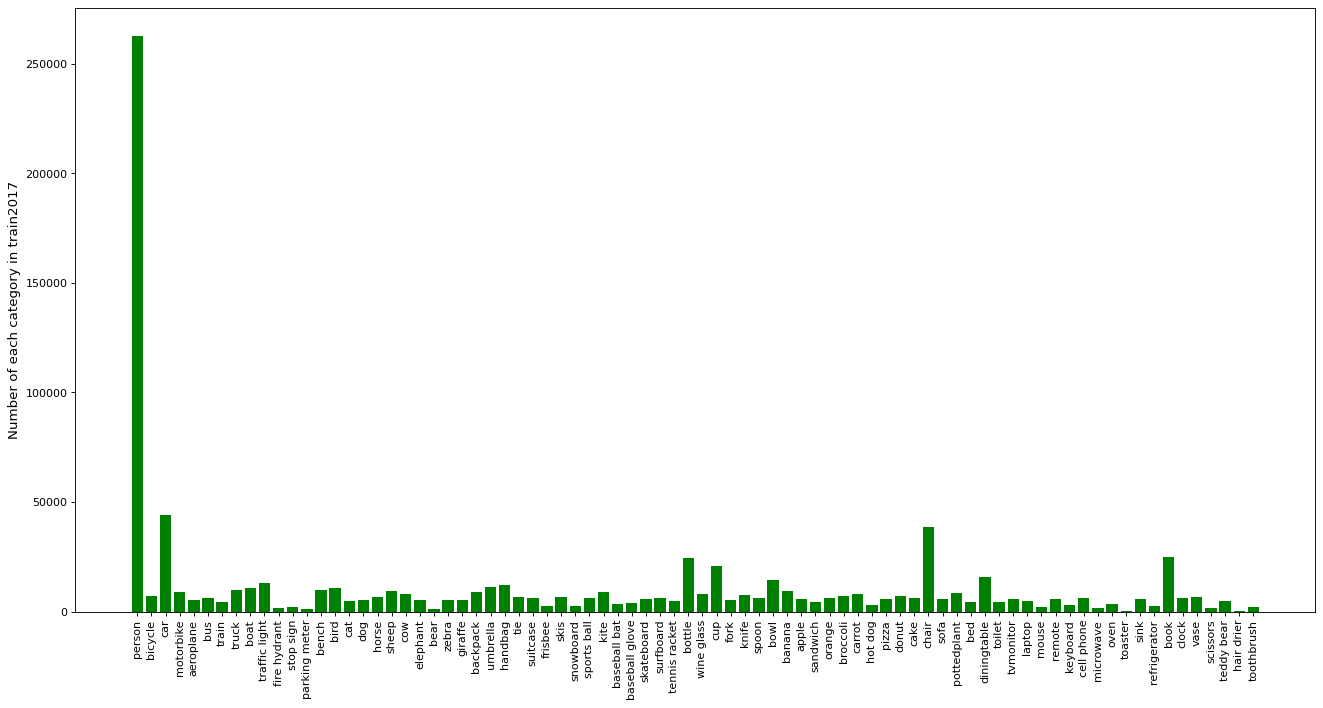 Number of each category in train2017
250000
200000
150000
100000
50000
0
person
bicycle
car
motorbike
aeroplane
bus
train
truck
boat
traffic light
fire hydrant
stop sign
parking meter
bench
bird
cat
dog
horse
sheep
cow
elephant
bear
zebra
giraffe
backpack
umbrella
handbag
tie
suitcase
frisbee
skis
snowboard
sports ball
kite
baseball bat
baseball glove
skateboard
surfboard
tennis racket
bottle
wine glass
cup
fork
knife
spoon
bowl
banana
apple
sandwich
orange
broccoli
carrot
hot dog
pizza
donut
cake
chair
sofa
pottedplant
bed
diningtable
toilet
tvmonitor
laptop
mouse
remote
keyboard
cell phone
microwave
oven
toaster
sink
refrigerator
book
clock
vase
scissors
teddy bear
hair drier
toothbrush